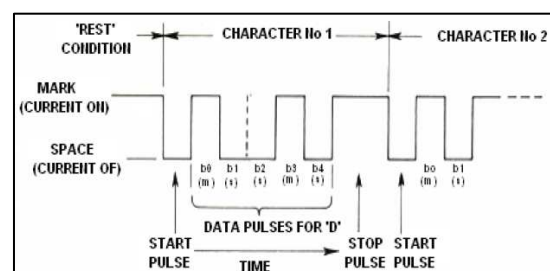 'REST'
CONDITION
CHARACTER No 1
CHARACTER No 2
MARK
(CURRENT ON)
SPACE
(CURRENT OF)
b0 b1 b2 b3 b4 bo b1
(m) (s) (s) (m) (s) (m) (s)
DATA PULSES FOR 'D'
START
PULSE
TIME
STOP
PULSE
START
PULSE